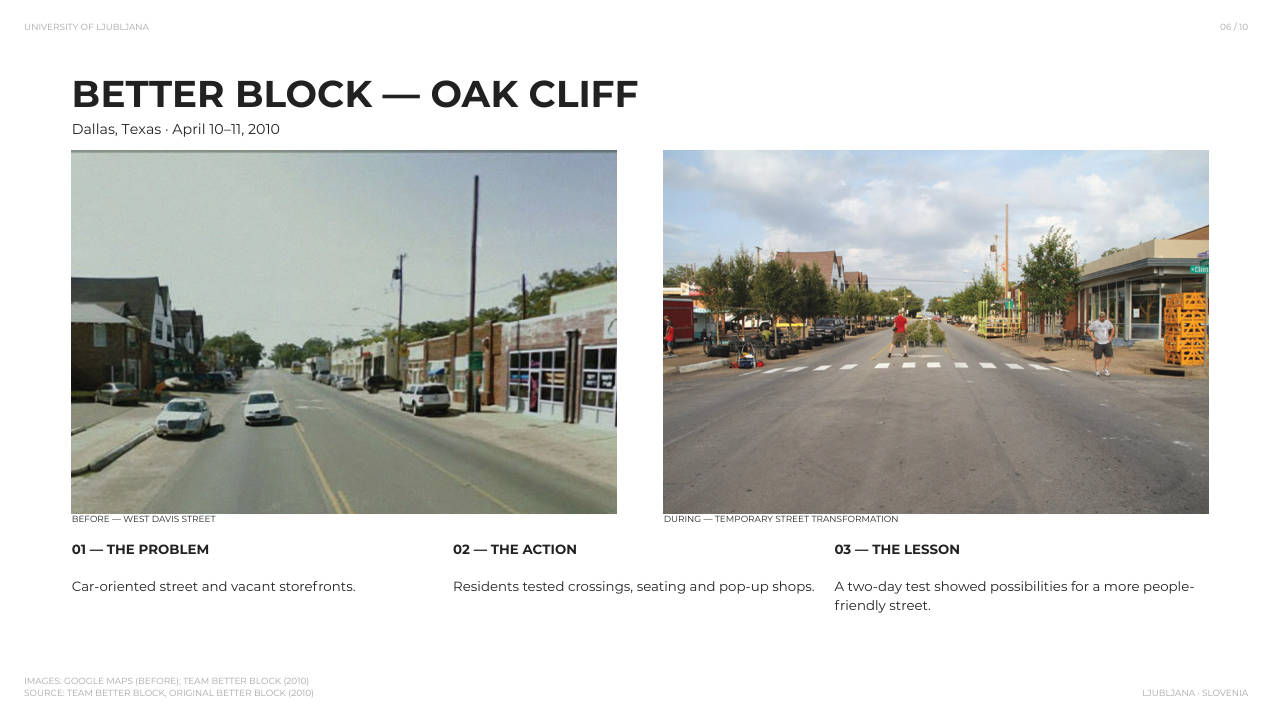 UNIVERSITY OF LJUBLJANA
06 / 10
BETTER BLOCK — OAK CLIFF
Dallas, Texas · April 10–11, 2010
BEFORE — WEST DAVIS STREET
DURING — TEMPORARY STREET TRANSFORMATION
01 — THE PROBLEM
Car-oriented street and vacant storefronts.
02 — THE ACTION
Residents tested crossings, seating and pop-up shops.
03 — THE LESSON
A two-day test showed possibilities for a more people-
friendly street.
IMAGES: GOOGLE MAPS (BEFORE); TEAM BETTER BLOCK (2010)
SOURCE: TEAM BETTER BLOCK, ORIGINAL BETTER BLOCK (2010)
LJUBLJANA · SLOVENIA